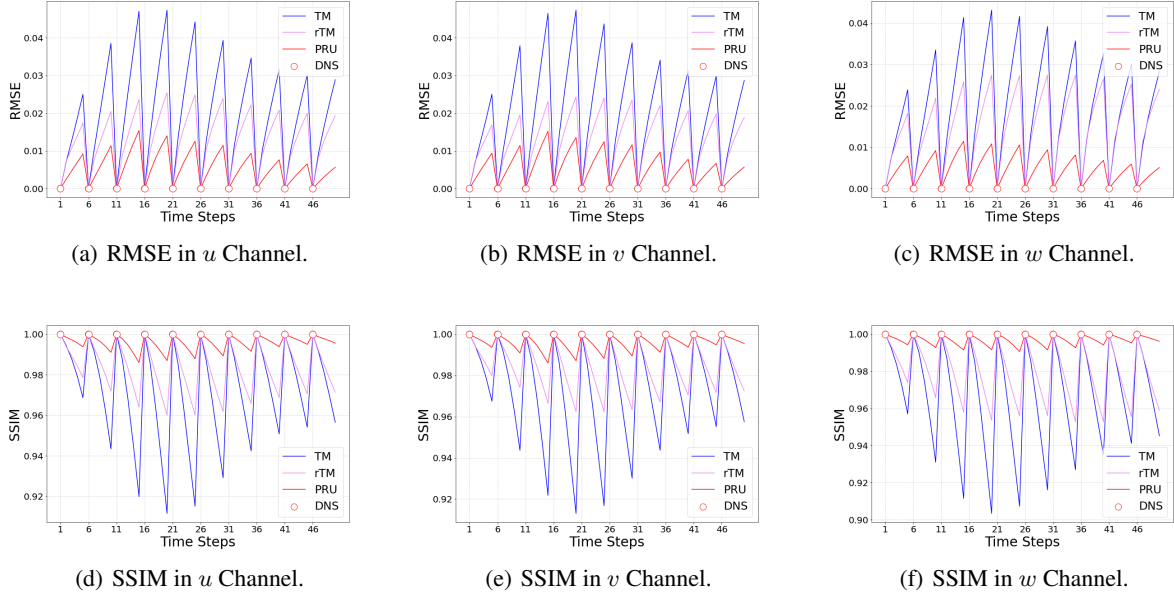 0.04
0.03
0.02
0.01
0.00
RMSE
1 6 11 16 21 26 31 36 41 46
Time Steps
TM
rTM
PRU
DNS
(a) RMSE in u Channel.
0.04
0.03
0.02
0.01
0.00
RMSE
1 6 11 16 21 26 31 36 41 46
Time Steps
TM
rTM
PRU
DNS
(b) RMSE in v Channel.
0.04
0.03
0.02
0.01
0.00
RMSE
1 6 11 16 21 26 31 36 41 46
Time Steps
TM
rTM
PRU
DNS
(c) RMSE in w Channel.
1.00
0.98
0.96
0.94
0.92
SSIM
1 6 11 16 21 26 31 36 41 46
Time Steps
TM
rTM
PRU
DNS
(d) SSIM in u Channel.
1.00
0.98
0.96
0.94
0.92
SSIM
1 6 11 16 21 26 31 36 41 46
Time Steps
TM
rTM
PRU
DNS
(e) SSIM in v Channel.
1.00
0.98
0.96
0.94
0.92
0.90
SSIM
1 6 11 16 21 26 31 36 41 46
Time Steps
TM
rTM
PRU
DNS
(f) SSIM in w Channel.